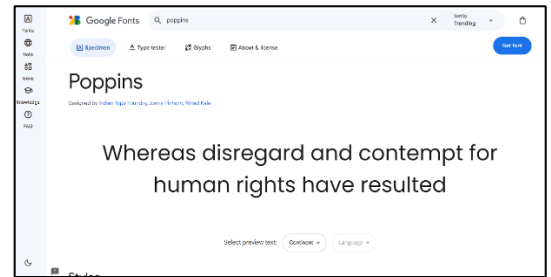 Fonts
Google Fonts
poppins
Sort by
Trending
Specimen
Type tester
Glyphs
About & license
Get font
Icons
Knowledge
FAQ
Poppins
Designed by Indian Type Foundry, Jonny Pinhorn, Ninad Kale
Whereas disregard and contempt for
human rights have resulted
Select preview text:
Continent
Language
Styles